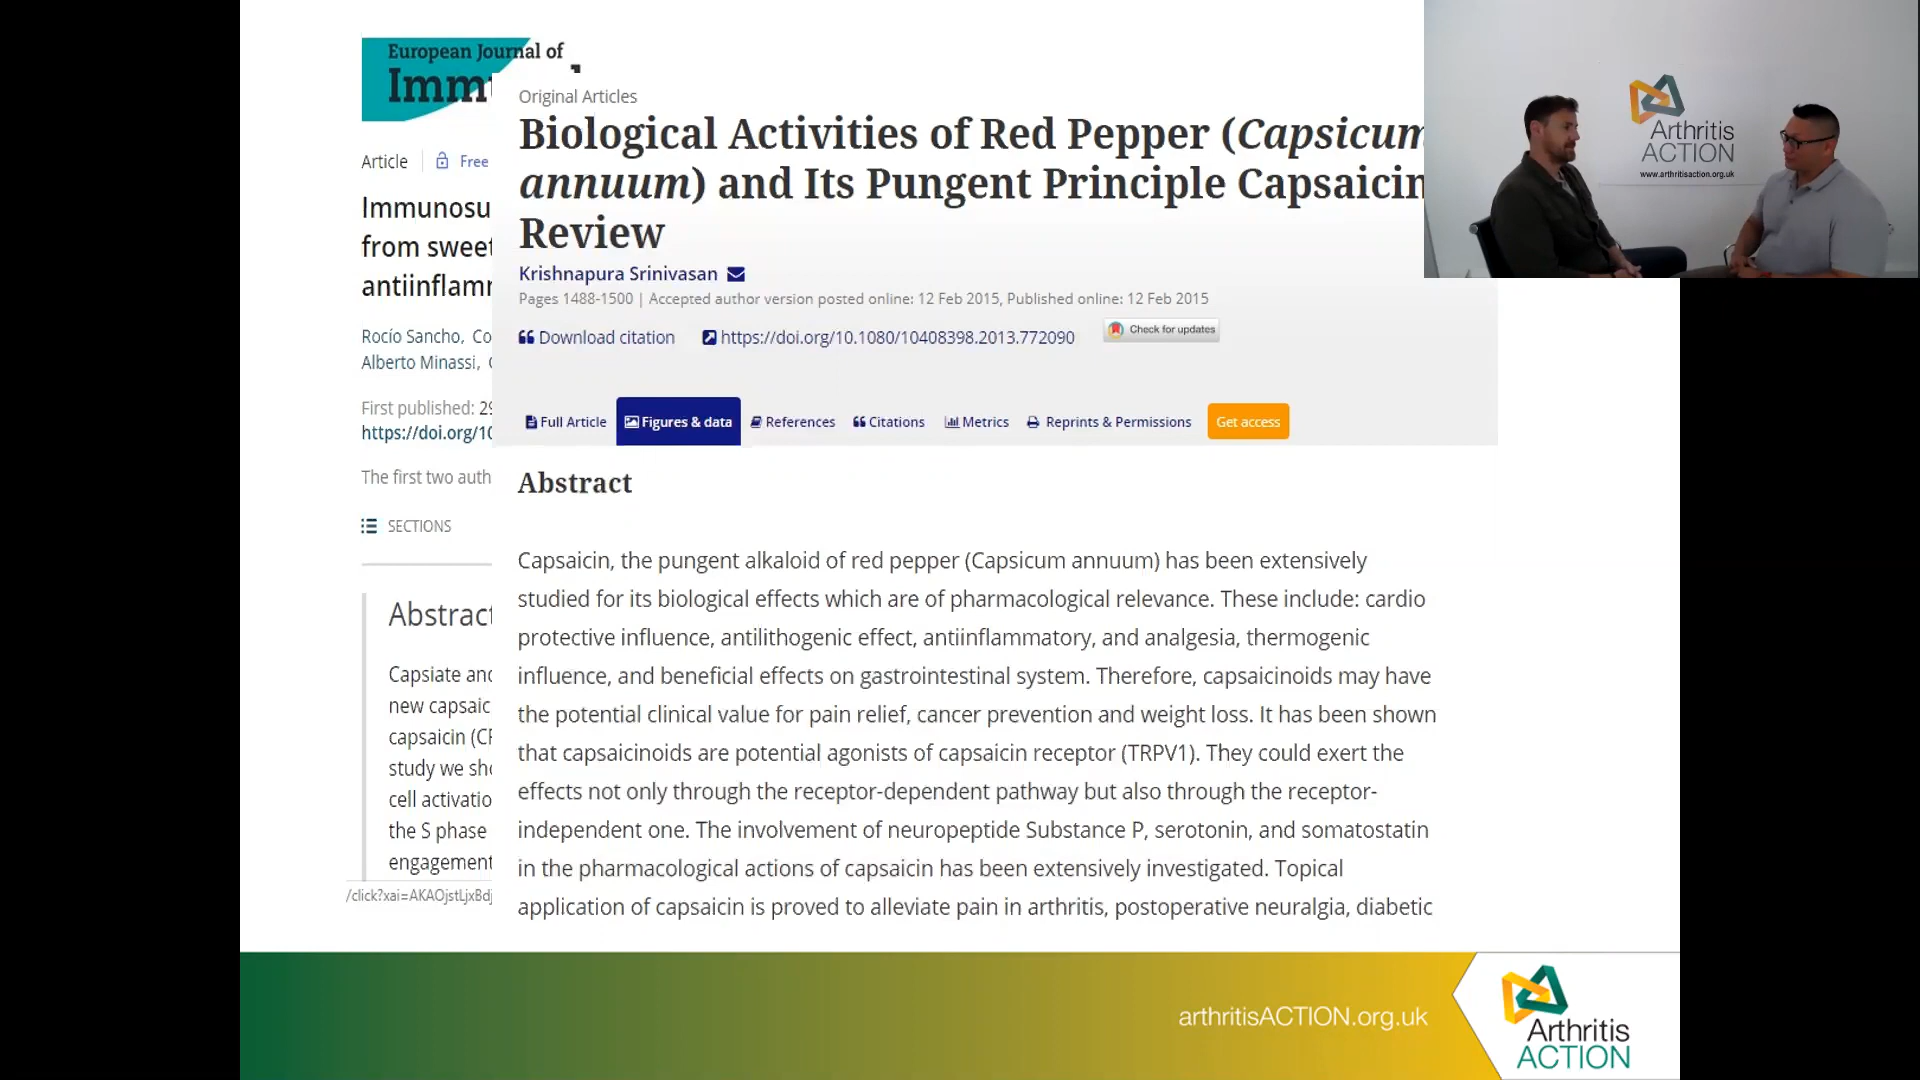 European Journal of
Imm
Article
Free
Immunosu
from sweet
antiinflamm
Rocío Sancho, Co
Alberto Minassi,
First published: 29
https://doi.org/10
The first two auth
SECTIONS
Abstract
Capsiate and
new capsaic
capsaicin (CP
study we sho
cell activatio
the S phase
engagement
/click?xai=AKAOjstLjxBdj
Original Articles
Biological Activities of Red Pepper (Capsicum
annuum) and Its Pungent Principle Capsaicin
Review
Krishnapura Srinivasan
Pages 1488-1500 | Accepted author version posted online: 12 Feb 2015, Published online: 12 Feb 2015
Download citation
https://doi.org/10.1080/10408398.2013.772090
Check for updates
Full Article
Figures & data
References
Citations
Metrics
Reprints & Permissions
Get access
Abstract
Capsaicin, the pungent alkaloid of red pepper (Capsicum annuum) has been extensively
studied for its biological effects which are of pharmacological relevance. These include: cardio
protective influence, antilithogenic effect, antiinflammatory, and analgesia, thermogenic
influence, and beneficial effects on gastrointestinal system. Therefore, capsaicinoids may have
the potential clinical value for pain relief, cancer prevention and weight loss. It has been shown
that capsaicinoids are potential agonists of capsaicin receptor (TRPV1). They could exert the
effects not only through the receptor-dependent pathway but also through the receptor-
independent one. The involvement of neuropeptide Substance P, serotonin, and somatostatin
in the pharmacological actions of capsaicin has been extensively investigated. Topical
application of capsaicin is proved to alleviate pain in arthritis, postoperative neuralgia, diabetic
Arthritis
ACTION
www.arthritisaction.org.uk
arthritisACTION.org.uk
Arthritis
ACTION